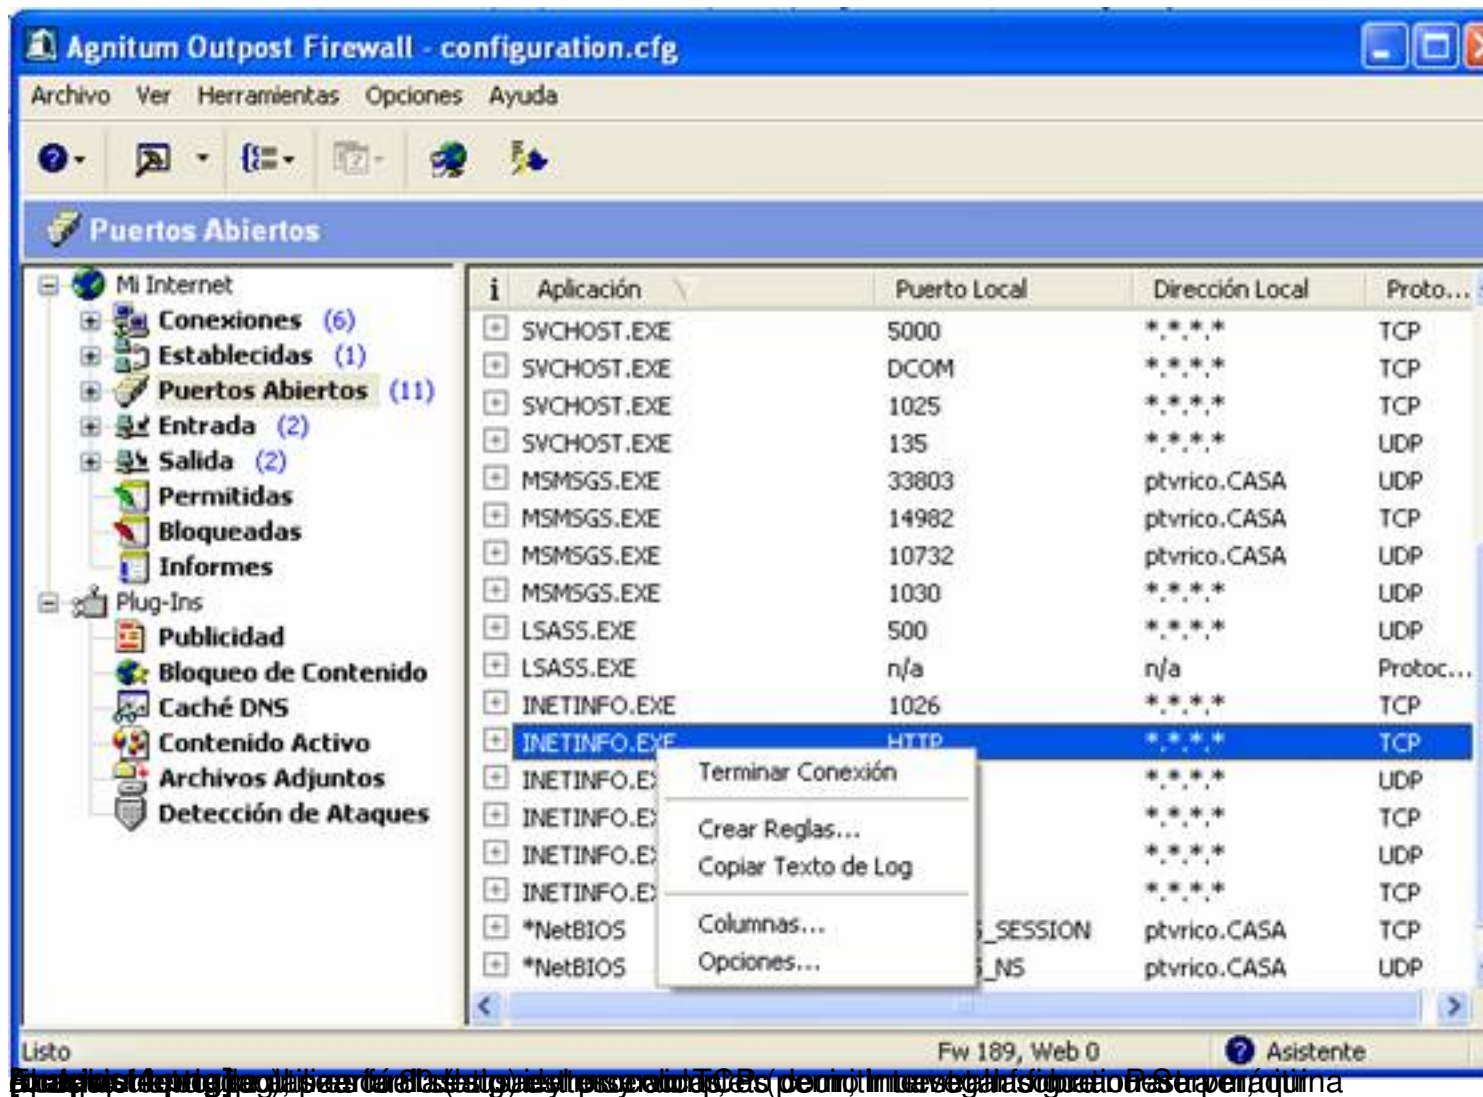 Agnitum Outpost Firewall - configuration.cfg
Archivo Ver Herramientas Opciones Ayuda
Puertos Abiertos
Mi Internet
Conexiones (6)
Establecidas (1)
Puertos Abiertos (11)
Entrada (2)
Salida (2)
Permitidas
Bloqueadas
Informes
Plug-Ins
Publicidad
Bloqueo de Contenido
Caché DNS
Contenido Activo
Archivos Adjuntos
Detección de Ataques
i Aplicación Puerto Local Dirección Local Proto...
SVCHOST.EXE 5000 *.*.*.* TCP
SVCHOST.EXE DCOM *.*.*.* TCP
SVCHOST.EXE 1025 *.*.*.* TCP
SVCHOST.EXE 135 *.*.*.* UDP
MSMSGS.EXE 33803 ptvrico.CASA UDP
MSMSGS.EXE 14982 ptvrico.CASA TCP
MSMSGS.EXE 10732 ptvrico.CASA UDP
MSMSGS.EXE 1030 *.*.*.* UDP
LSASS.EXE 500 *.*.*.* UDP
LSASS.EXE n/a n/a Protoc...
INETINFO.EXE 1026 *.*.*.* TCP
INETINFO.EXE HTTP *.*.*.* TCP
INETINFO.E *.*.*.* UDP
INETINFO.E *.*.*.* TCP
INETINFO.E *.*.*.* UDP
INETINFO.E *.*.*.* TCP
*NetBIOS _SESSION ptvrico.CASA TCP
*NetBIOS _NS ptvrico.CASA UDP
Terminar Conexión
Crear Reglas...
Copiar Texto de Log
Columnas...
Opciones...
Listo Fw 189, Web 0 Asistente